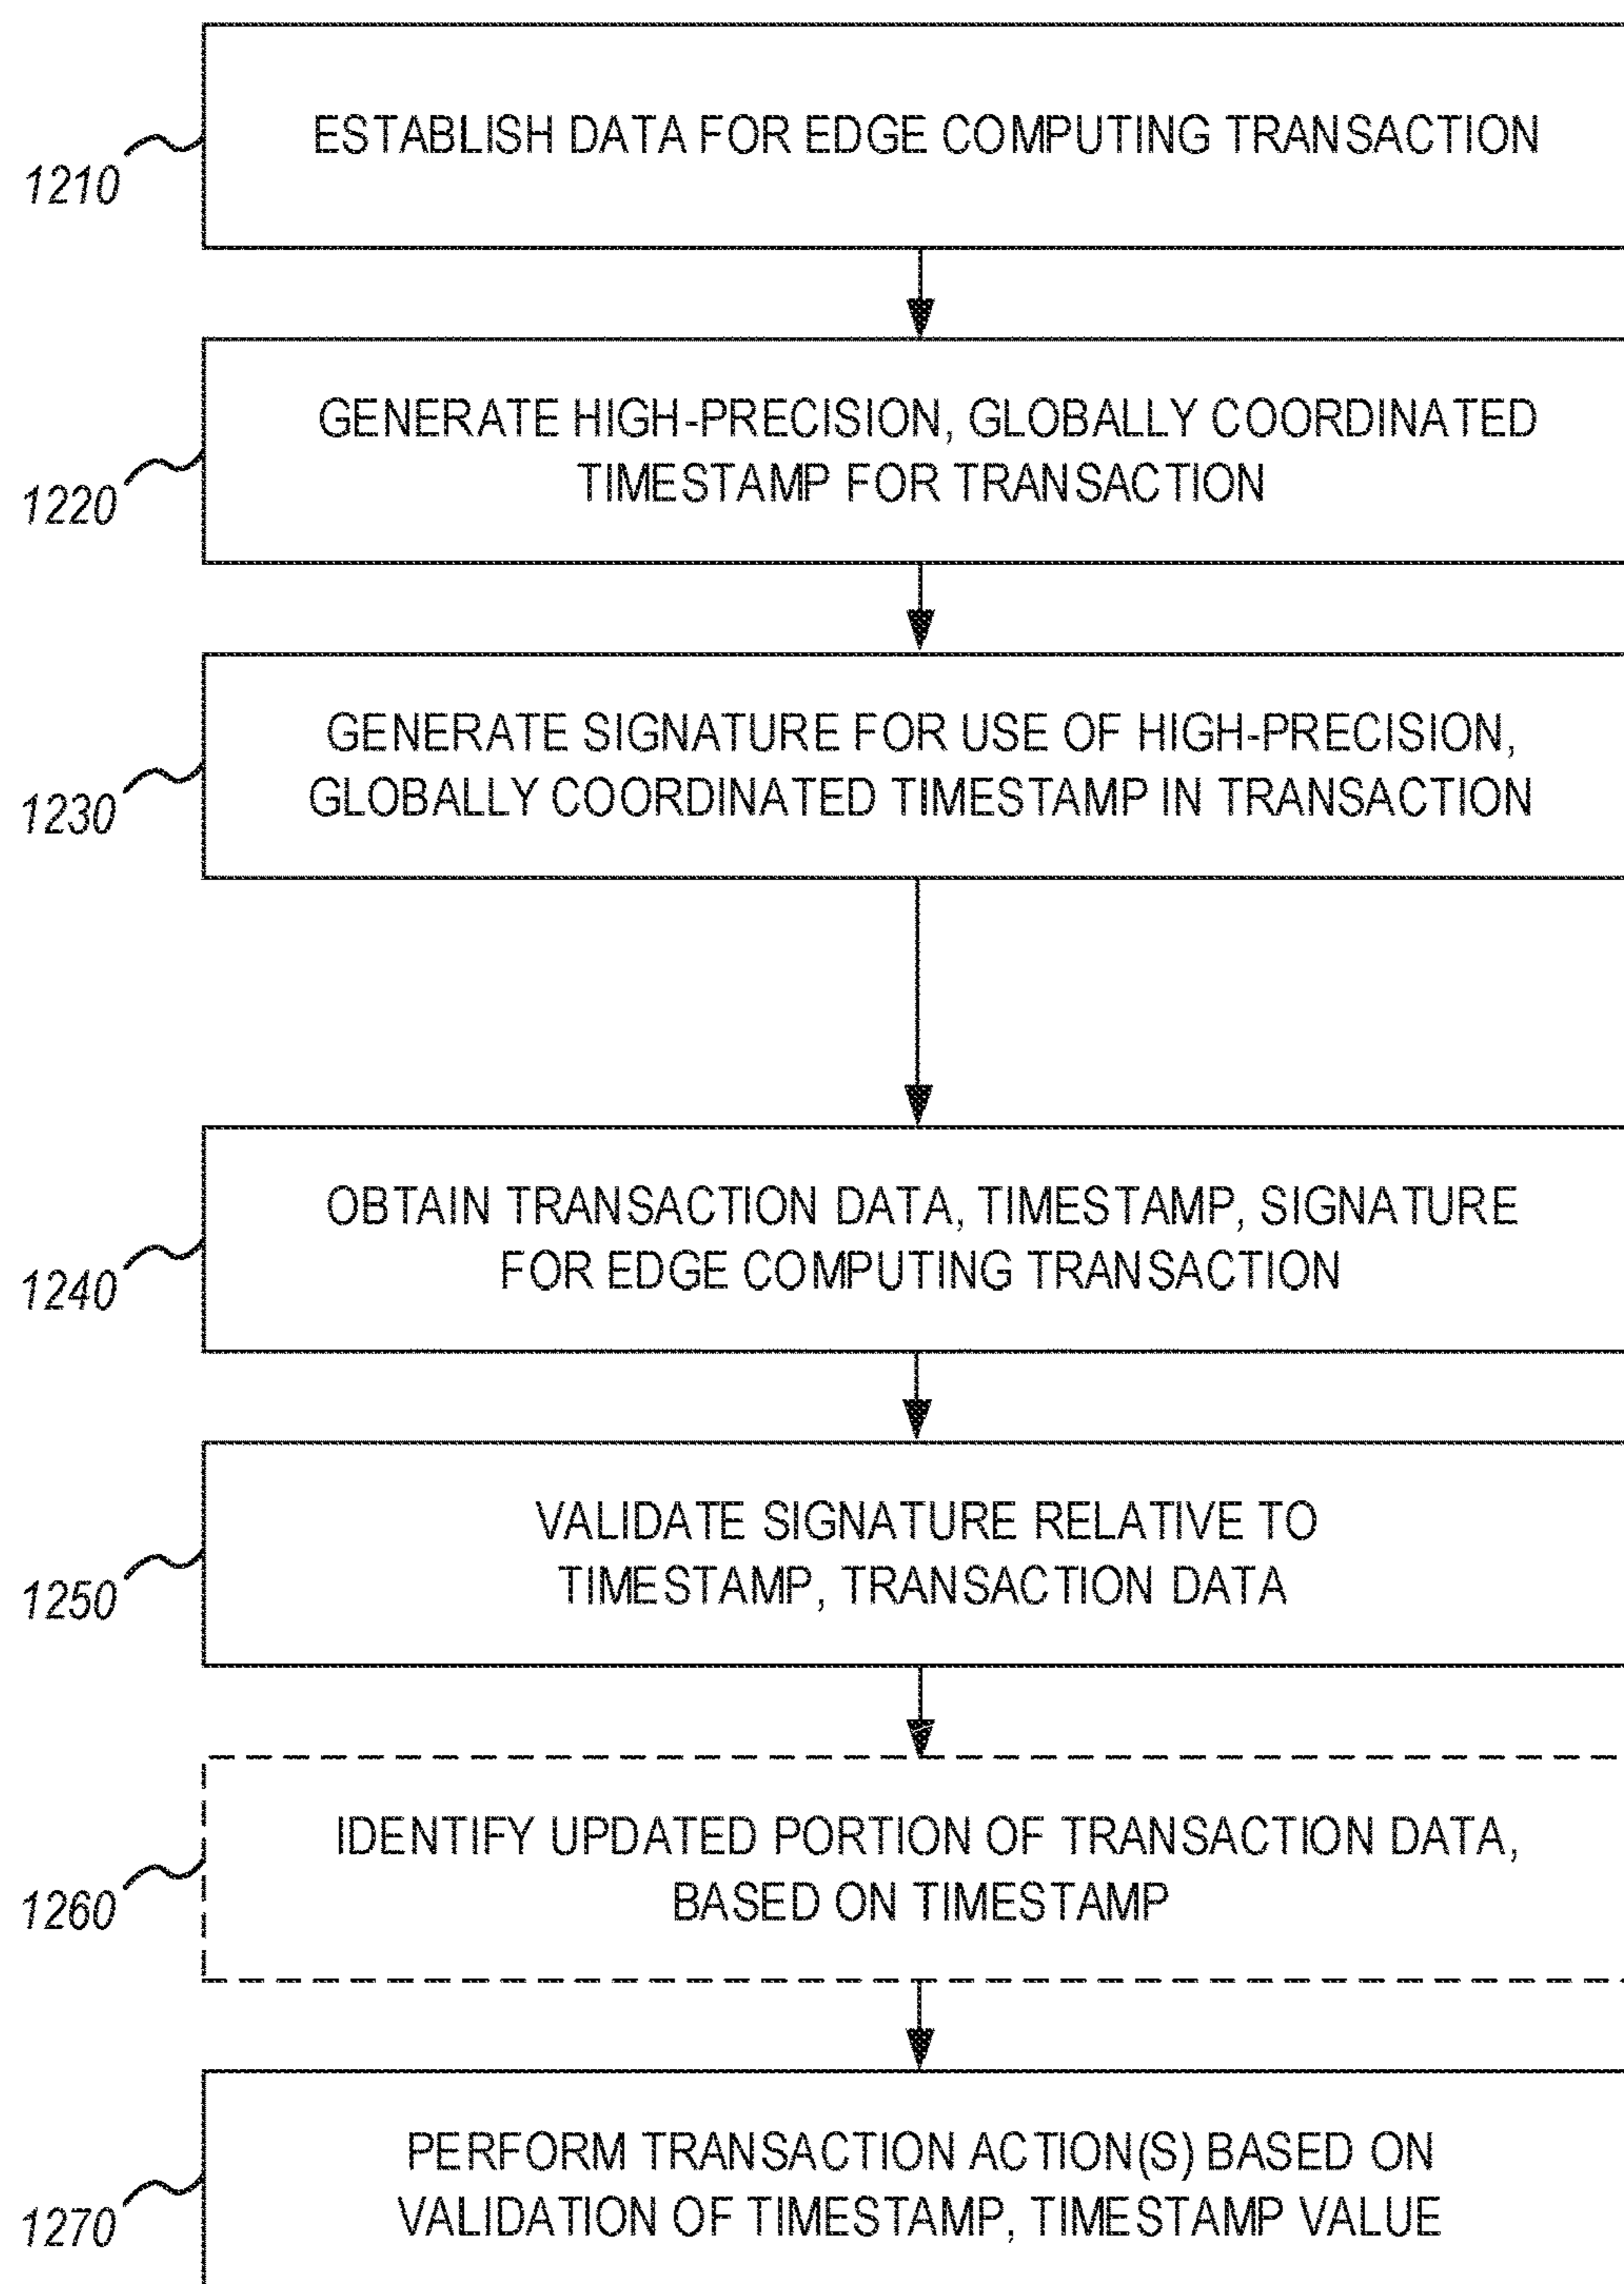 ESTABLISH DATA FOR EDGE COMPUTING TRANSACTION
1210
GENERATE HIGH-PRECISION, GLOBALLY COORDINATED
TIMESTAMP FOR TRANSACTION
1220
GENERATE SIGNATURE FOR USE OF HIGH-PRECISION,
GLOBALLY COORDINATED TIMESTAMP IN TRANSACTION
1230
OBTAIN TRANSACTION DATA, TIMESTAMP, SIGNATURE
FOR EDGE COMPUTING TRANSACTION
1240
VALIDATE SIGNATURE RELATIVE TO
TIMESTAMP, TRANSACTION DATA
1250
IDENTIFY UPDATED PORTION OF TRANSACTION DATA,
BASED ON TIMESTAMP
1260
PERFORM TRANSACTION ACTION(S) BASED ON
VALIDATION OF TIMESTAMP, TIMESTAMP VALUE
1270